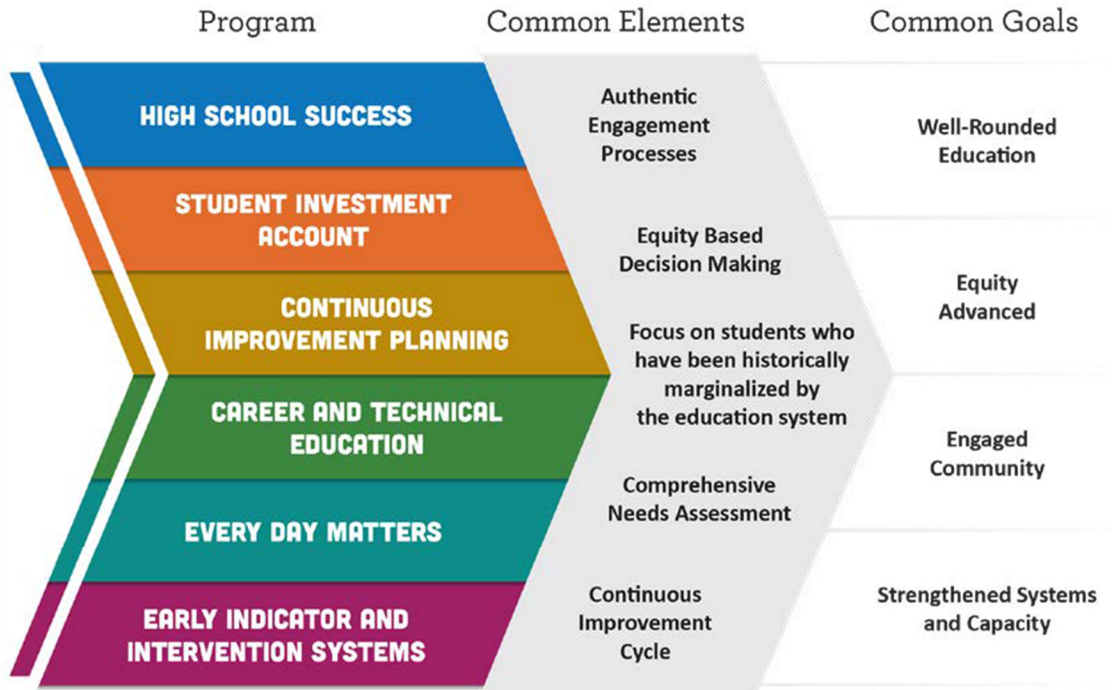 Program
Common Elements
Common Goals
HIGH SCHOOL SUCCESS
STUDENT INVESTMENT
ACCOUNT
CONTINUOUS
IMPROVEMENT PLANNING
CAREER AND TECHNICAL
EDUCATION
EVERY DAY MATTERS
EARLY INDICATOR AND
INTERVENTION SYSTEMS
Authentic
Engagement
Processes
Equity Based
Decision Making
Focus on students who
have been historically
marginalized by
the education system
Comprehensive
Needs Assessment
Continuous
Improvement
Cycle
Well-Rounded
Education
Equity
Advanced
Engaged
Community
Strengthened Systems
and Capacity